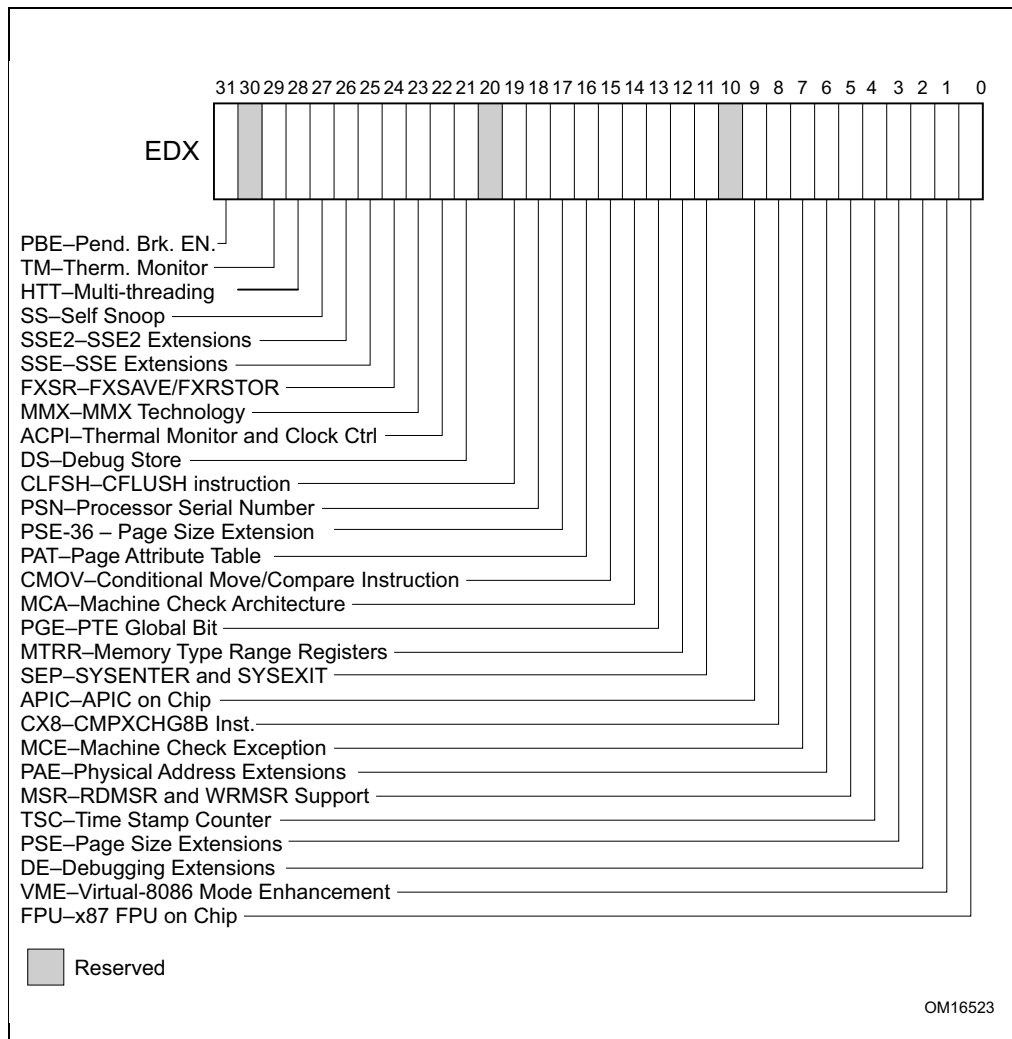 31 30 29 28 27 26 25 24 23 22 21 20 19 18 17 16 15 14 13 12 11 10 9 8 7 6 5 4 3 2 1 0
EDX
PBE–Pend. Brk. EN.
TM–Therm. Monitor
HTT–Multi-threading
SS–Self Snoop
SSE2–SSE2 Extensions
SSE–SSE Extensions
FXSR–FXSAVE/FXRSTOR
MMX–MMX Technology
ACPI–Thermal Monitor and Clock Ctrl
DS–Debug Store
CLFSH–CFLUSH instruction
PSN–Processor Serial Number
PSE-36 – Page Size Extension
PAT–Page Attribute Table
CMOV–Conditional Move/Compare Instruction
MCA–Machine Check Architecture
PGE–PTE Global Bit
MTRR–Memory Type Range Registers
SEP–SYSENTER and SYSEXIT
APIC–APIC on Chip
CX8–CMPXCHG8B Inst.
MCE–Machine Check Exception
PAE–Physical Address Extensions
MSR–RDMSR and WRMSR Support
TSC–Time Stamp Counter
PSE–Page Size Extensions
DE–Debugging Extensions
VME–Virtual-8086 Mode Enhancement
FPU–x87 FPU on Chip
Reserved
OM16523